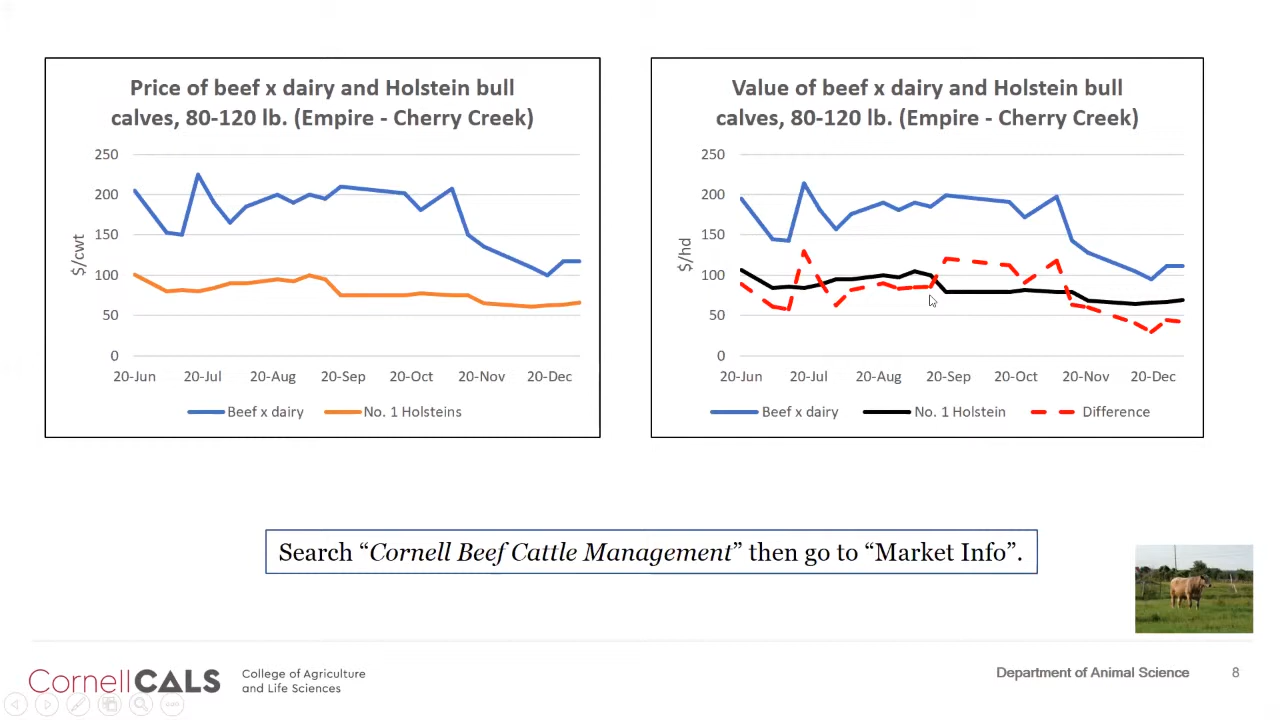 Price of beef x dairy and Holstein bull
calves, 80-120 lb. (Empire - Cherry Creek)
250
200
150
100
50
0
$/cwt
20-Jun 20-Jul 20-Aug 20-Sep 20-Oct 20-Nov 20-Dec
Beef x dairy No. 1 Holsteins
Value of beef x dairy and Holstein bull
calves, 80-120 lb. (Empire - Cherry Creek)
250
200
150
100
50
0
$/hd
20-Jun 20-Jul 20-Aug 20-Sep 20-Oct 20-Nov 20-Dec
Beef x dairy No. 1 Holstein Difference
Search “Cornell Beef Cattle Management” then go to “Market Info”.
CornellCALS
College of Agriculture
and Life Sciences
Department of Animal Science 8